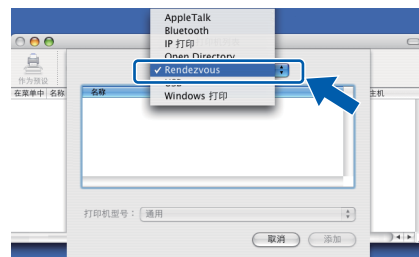 AppleTalk
Bluetooth
IP 打印
Open Directory
✓ Rendezvous
USB
Windows 打印
作为预设
在菜单中 名称
主机
名称
打印机型号： 通用
取消 添加